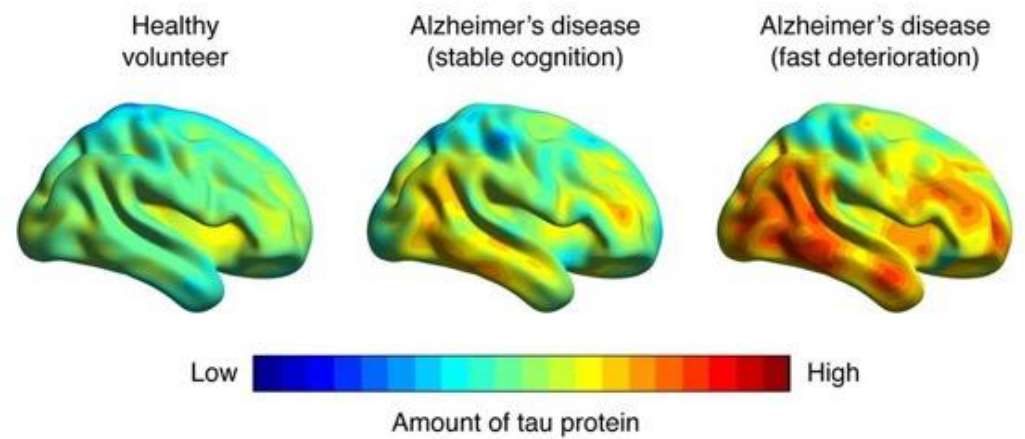 Healthy
volunteer
Alzheimer's disease
(stable cognition)
Alzheimer's disease
(fast deterioration)
Low
High
Amount of tau protein